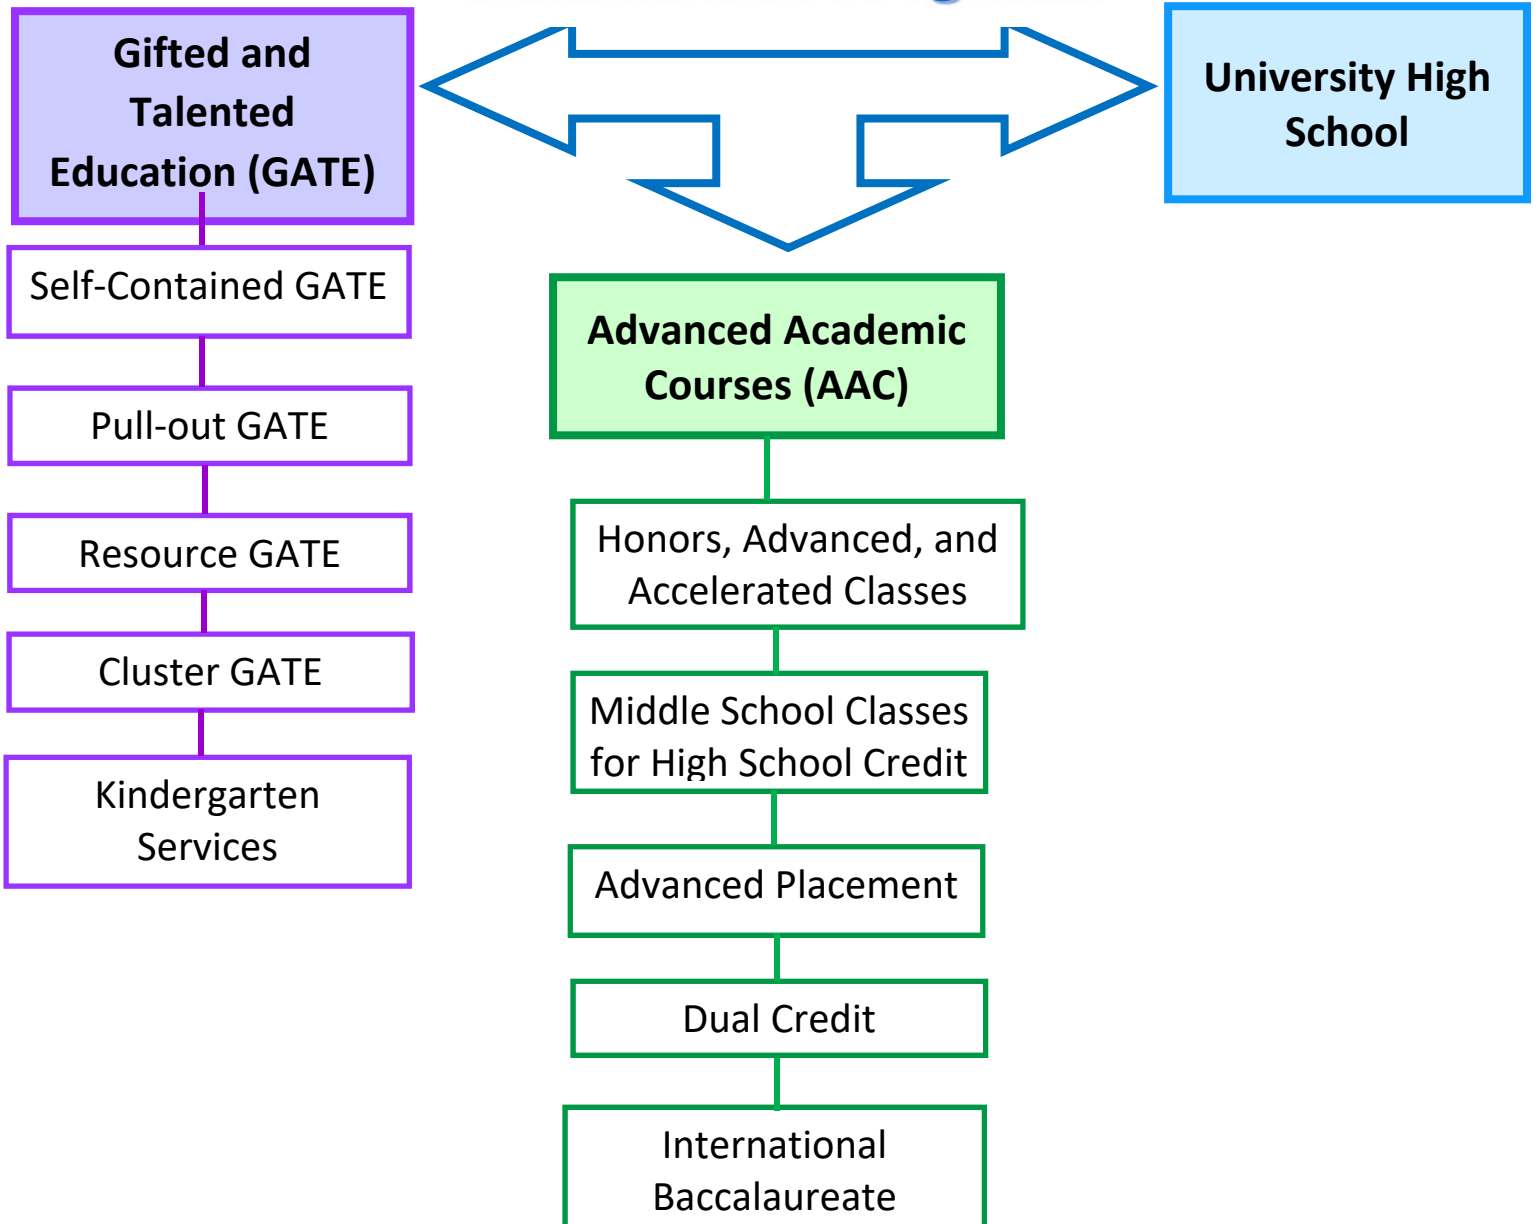 Gifted and
Talented
Education (GATE)
University High
School
Self-Contained GATE
Pull-out GATE
Resource GATE
Cluster GATE
Kindergarten
Services
Advanced Academic
Courses (AAC)
Honors, Advanced, and
Accelerated Classes
Middle School Classes
for High School Credit
Advanced Placement
Dual Credit
International
Baccalaureate